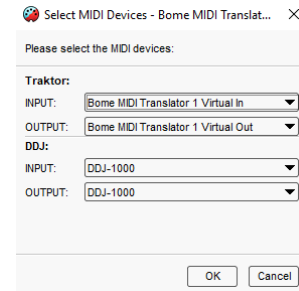 Select MIDI Devices - Bome MIDI Translat...
Please select the MIDI devices:
Traktor:
INPUT: Bome MIDI Translator 1 Virtual In
OUTPUT: Bome MIDI Translator 1 Virtual Out
DDJ:
INPUT: DDJ-1000
OUTPUT: DDJ-1000
OK Cancel